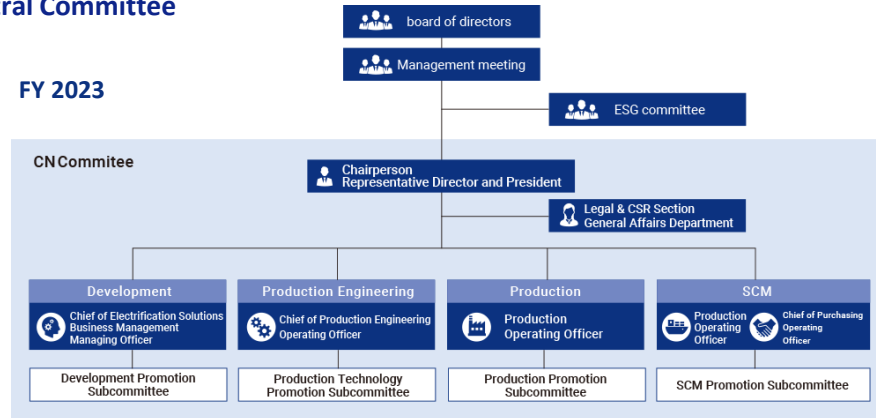 Committee
board of directors
Management meeting
FY 2023
ESG committee
CN Commitee
Chairperson
Representative Director and President
Legal & CSR Section
General Affairs Department
Development
Chief of Electrification Solutions
Business Management
Managing Officer
Development Promotion
Subcommittee
Production Engineering
Chief of Production Engineering
Operating Officer
Production Technology
Promotion Subcommittee
Production
Production
Operating Officer
Production Promotion
Subcommittee
SCM
Production
Operating
Officer
Chief of Purchasing
Operating
Officer
SCM Promotion Subcommittee